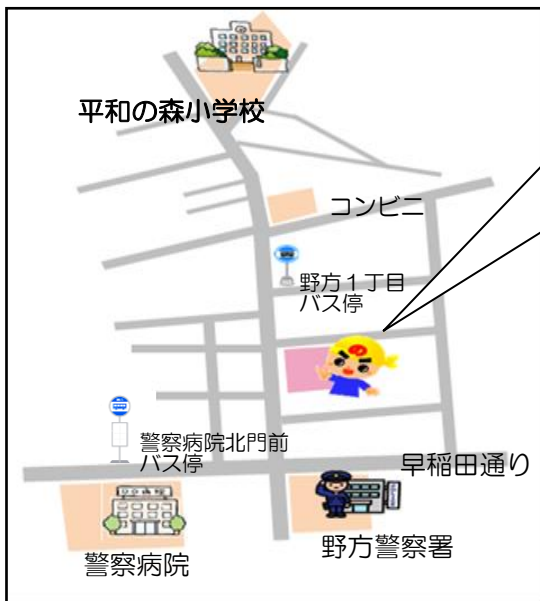 平和の森小学校
コンビニ
野方1丁目
バス停
の
警察病院北門前
バス停
早稲田通り
野方警察署
警察病院